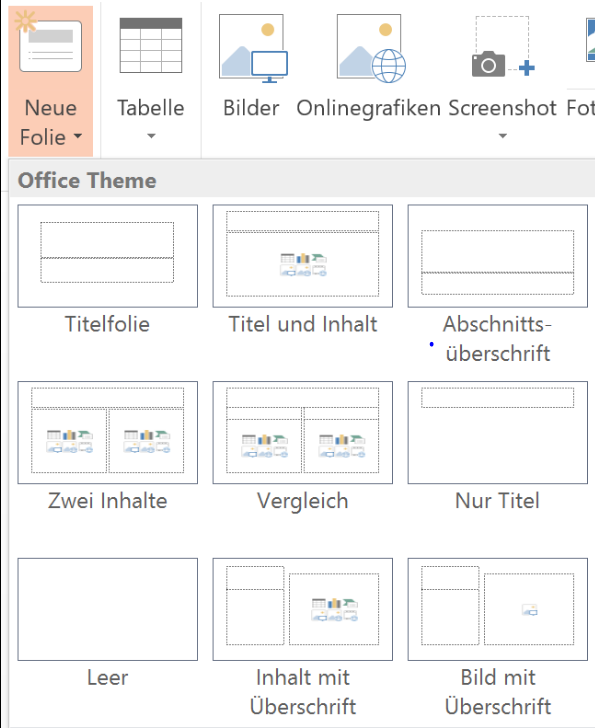 Neue
Folie
Tabelle
Bilder
Onlinegrafiken
Screenshot
Fot
Office Theme
Titelfolie
Titel und Inhalt
Abschnitts-
überschrift
Zwei Inhalte
Vergleich
Nur Titel
Leer
Inhalt mit
Überschrift
Bild mit
Überschrift